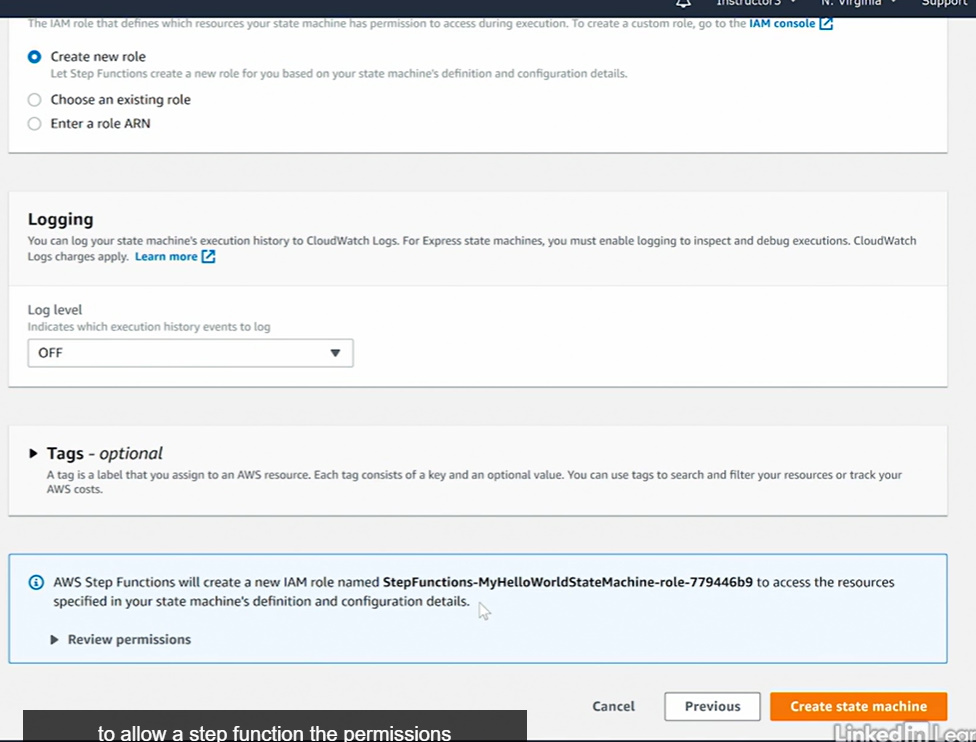 Instructor3 N. Virginia Support
The IAM role that defines which resources your state machine has permission to access during execution. To create a custom role, go to the IAM console
Create new role
Let Step Functions create a new role for you based on your state machine's definition and configuration details.
Choose an existing role
Enter a role ARN
Logging
You can log your state machine's execution history to CloudWatch Logs. For Express state machines, you must enable logging to inspect and debug executions. CloudWatch
Logs charges apply. Learn more
Log level
Indicates which execution history events to log
OFF
Tags - optional
A tag is a label that you assign to an AWS resource. Each tag consists of a key and an optional value. You can use tags to search and filter your resources or track your
AWS costs.
AWS Step Functions will create a new IAM role named StepFunctions-MyHelloWorldStateMachine-role-779446b9 to access the resources
specified in your state machine's definition and configuration details.
Review permissions
Cancel Previous Create state machine
to allow a step function the permissions
Linked in Lear